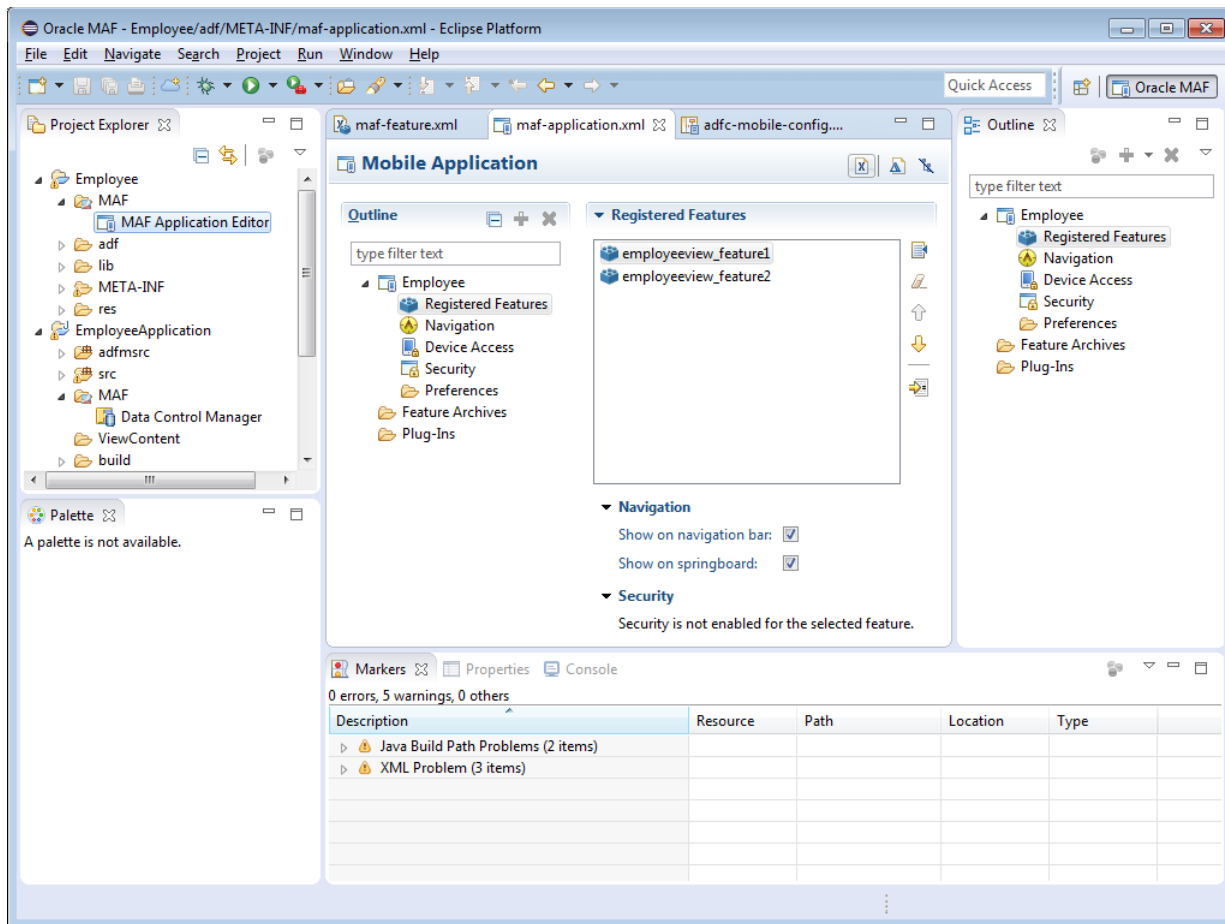 Oracle MAF - Employee/adf/META-INF/maf-application.xml - Eclipse Platform
File Edit Navigate Search Project Run Window Help
Quick Access
Oracle MAF
Project Explorer
Employee
MAF
MAF Application Editor
adf
lib
META-INF
res
EmployeeApplication
adfmsrc
src
MAF
Data Control Manager
ViewContent
build
Palette
A palette is not available.
maf-feature.xml maf-application.xml adfc-mobile-config....
Mobile Application
Outline
type filter text
Employee
Registered Features
Navigation
Device Access
Security
Preferences
Feature Archives
Plug-Ins
Registered Features
employeeview_feature1
employeeview_feature2
Navigation
Show on navigation bar:
Show on springboard:
Security
Security is not enabled for the selected feature.
Outline
type filter text
Employee
Registered Features
Navigation
Device Access
Security
Preferences
Feature Archives
Plug-Ins
Markers Properties Console
0 errors, 5 warnings, 0 others
Description Resource Path Location Type
Java Build Path Problems (2 items)
XML Problem (3 items)